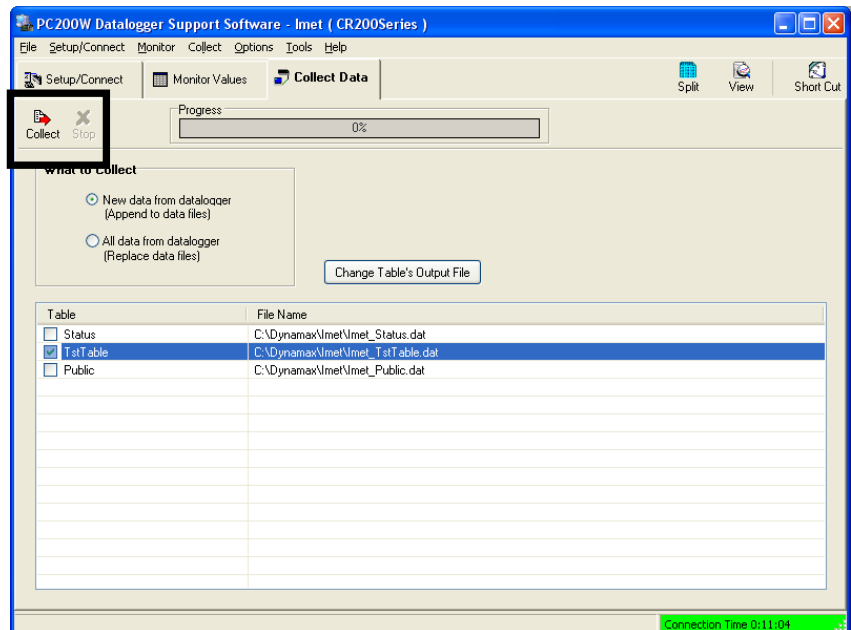 PC200W Datalogger Support Software - Imet ( CR200Series )
File Setup/Connect Monitor Collect Options Tools Help
Setup/Connect Monitor Values Collect Data Split View Short Cut
Collect Stop
Progress
0%
What to Collect
New data from datalogger
(Append to data files)
All data from datalogger
(Replace data files)
Change Table's Output File
Table File Name
Status C:\Dynamax\Imet\Imet_Status.dat
TstTable C:\Dynamax\Imet\Imet_TstTable.dat
Public C:\Dynamax\Imet\Imet_Public.dat
Connection Time 0:11:04